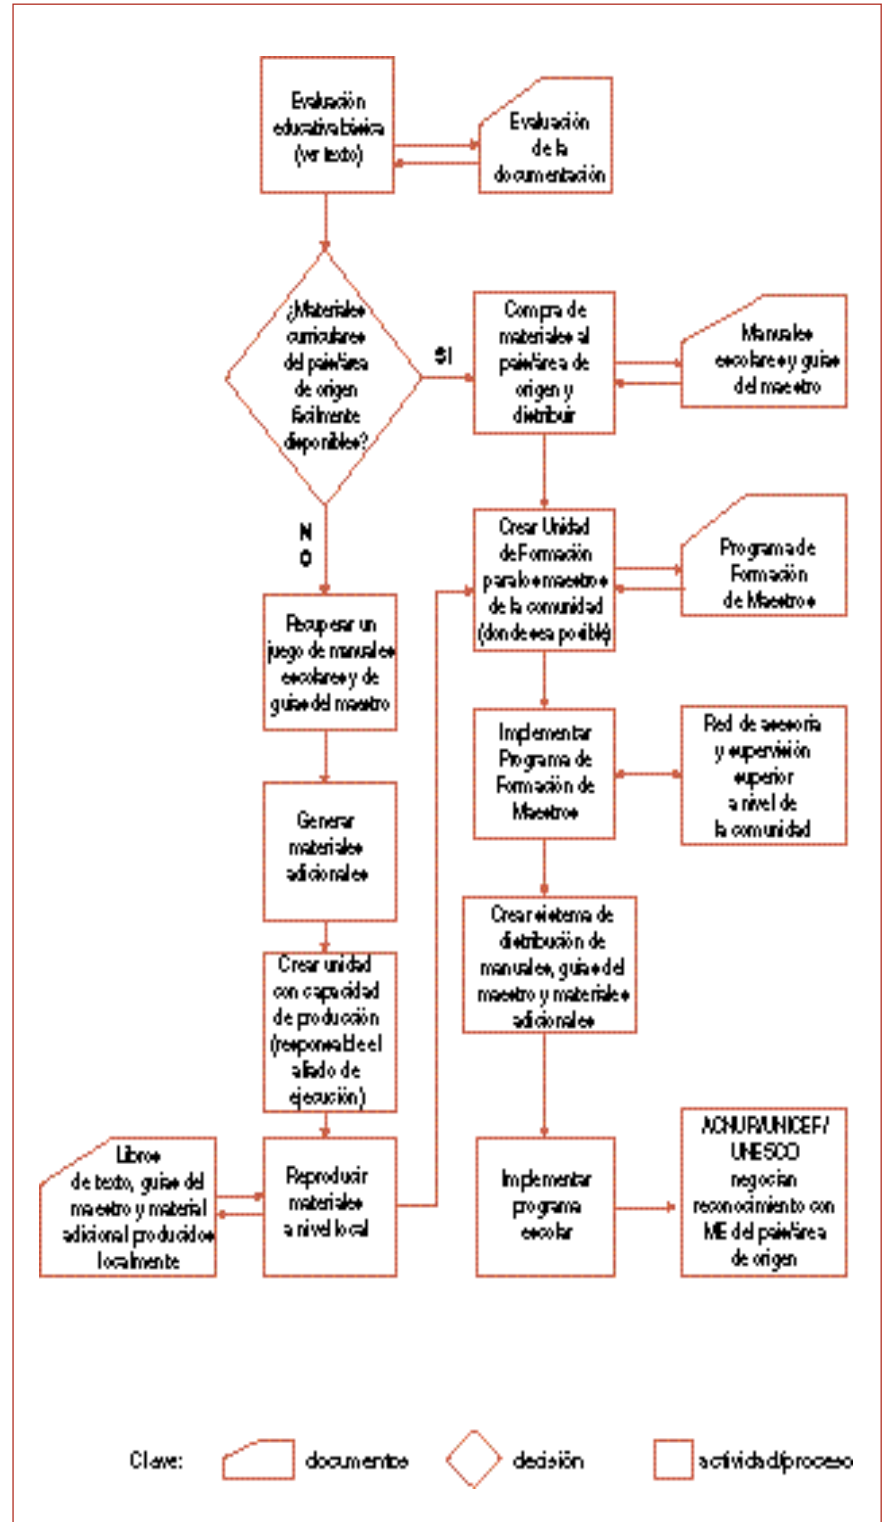 Evaluación
educativa básica
(ver texto)
Evaluación
de la
documentación
¿Materiales
curriculares
del país/área
de origen
fácilmente
disponibles?
SI
Compra de
materiales al
país/área de
origen y
distribuir
Manuales
escolares y guías
del maestro
N
O
Crear Unidad
de Formación
para los maestros
de la comunidad
(donde sea posible)
Programa de
Formación
de Maestros
Recuperar un
juego de manuales
escolares y de
guías del maestro
Implementar
Programa de
Formación de
Maestros
Red de asesoría
y supervisión
superior
a nivel de
la comunidad
Generar
materiales
adicionales
Crear sistema de
distribución de
manuales, guías del
maestro y materiales
adicionales
Crear unidad
con capacidad
de producción
(responsable el
aliado de
ejecución)
Libros
de texto, guías del
maestro y material
adicional producidos
localmente
Reproducir
materiales
a nivel local
Implementar
programa
escolar
ACNUR/UNICEF/
UNESCO
negocian
reconocimiento con
ME del país/área
de origen
Clave:
documentos
decisión
actividad/proceso